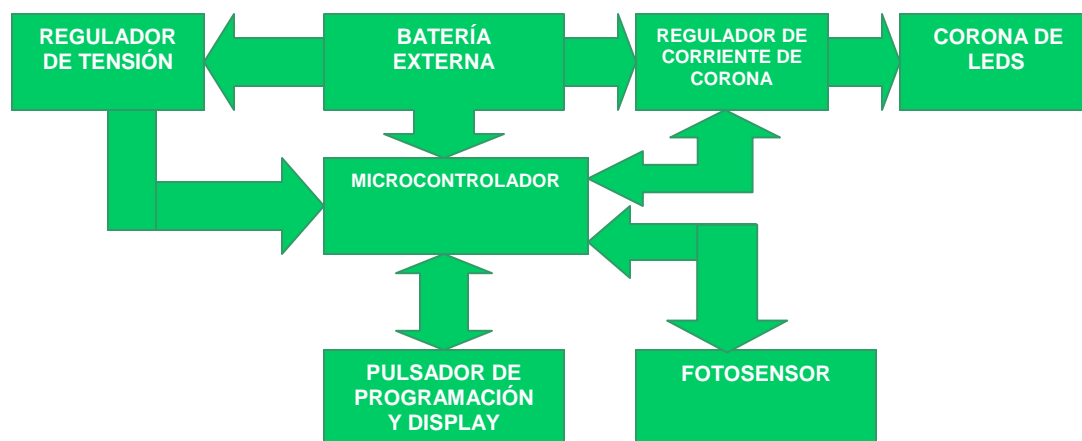 REGULADOR
DE TENSIÓN
BATERÍA
EXTERNA
REGULADOR DE
CORRIENTE DE
CORONA
CORONA DE
LEDS
MICROCONTROLADOR
PULSADOR DE
PROGRAMACIÓN
Y DISPLAY
FOTOSENSOR